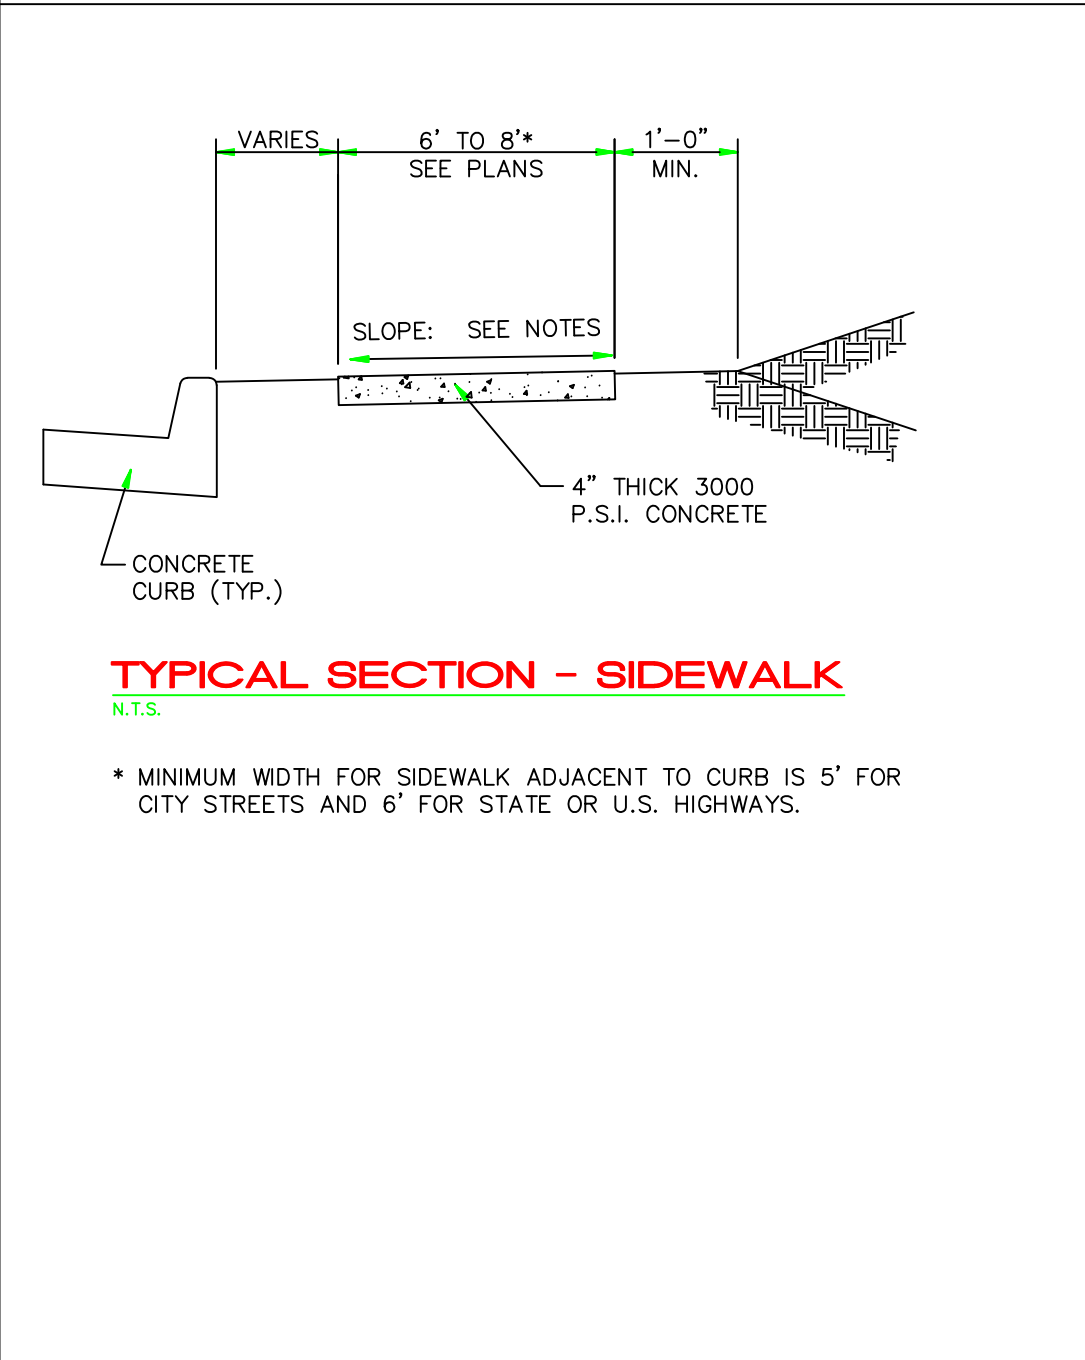 VARIES
6' TO 8'*
SEE PLANS
1'-0"
MIN.
SLOPE: SEE NOTES
4" THICK 3000
P.S.I. CONCRETE
CONCRETE
CURB (TYP.)
TYPICAL SECTION - SIDEWALK
N.T.S.
* MINIMUM WIDTH FOR SIDEWALK ADJACENT TO CURB IS 5' FOR
CITY STREETS AND 6' FOR STATE OR U.S. HIGHWAYS.